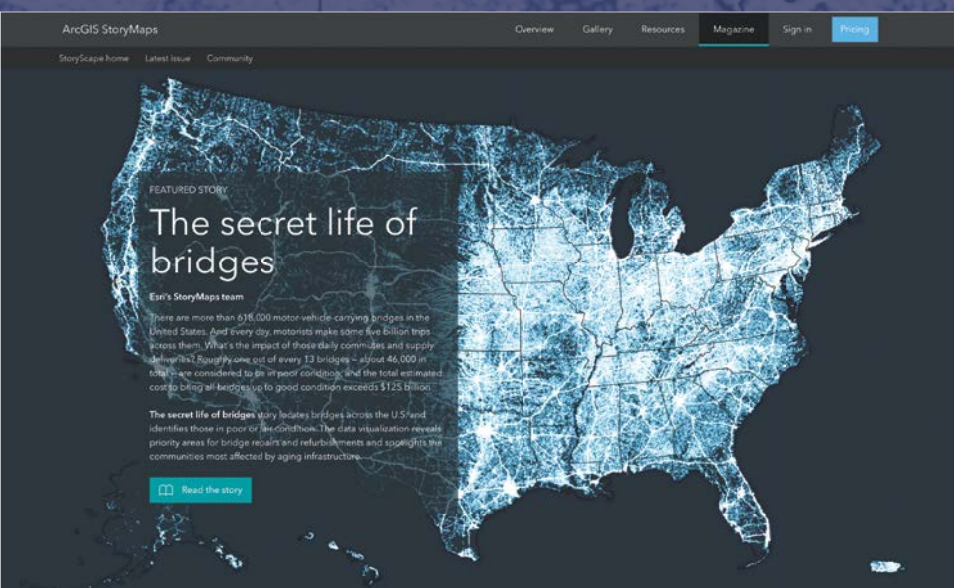 ArcGIS StoryMaps
Overview Gallery Resources Magazine Sign in Pricing
StoryScape home Latest issue Community
FEATURED STORY
The secret life of
bridges
Esri's StoryMaps team
There are more than 618,000 motor-vehicle-carrying bridges in the
United States. And every day, motorists make some five billion trips
across them. What's the impact of those daily commutes and supply
deliveries? Roughly one out of every 13 bridges – about 46,000 in
total – are considered to be in poor condition, and the total estimated
cost to bring all bridges up to good condition exceeds $125 billion.
The secret life of bridges story locates bridges across the U.S. and
identifies those in poor or fair condition. The data visualization reveals
priority areas for bridge repairs and refurbishments and spotlights the
communities most affected by aging infrastructure.
Read the story